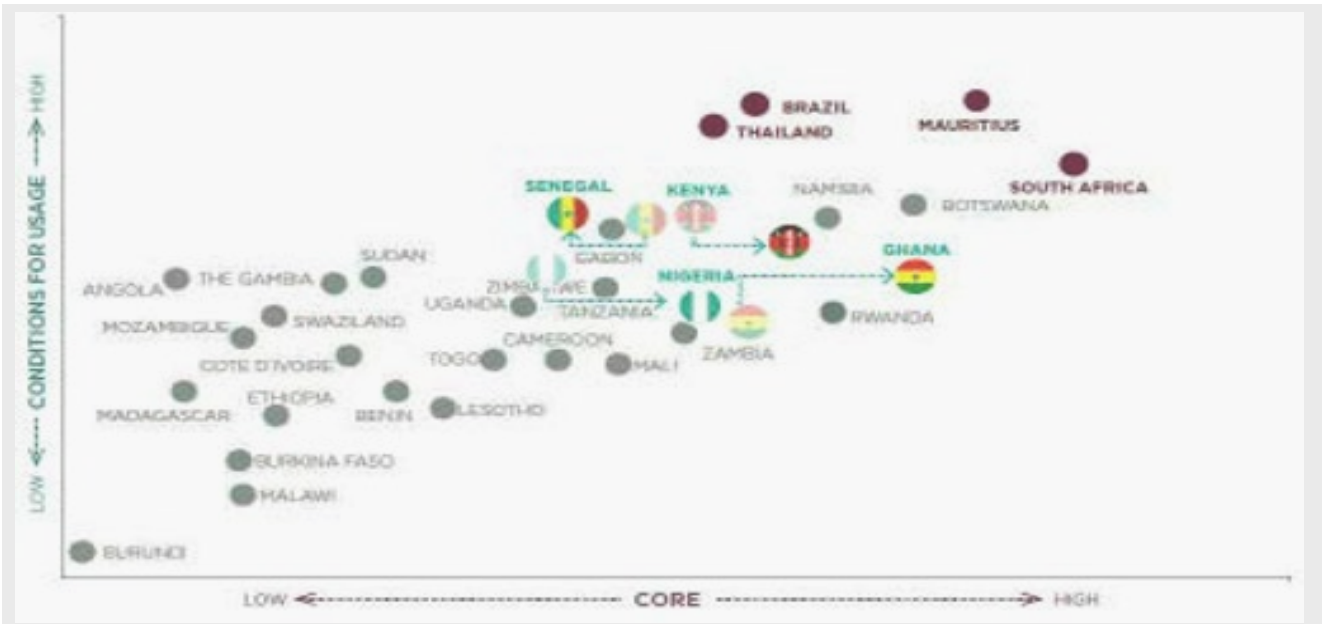 HIGH
CONDITIONS FOR USAGE
LOW
BRAZIL
THAILAND
MAURITIUS
SOUTH AFRICA
SENEGAL
KENYA
NAMIBIA
BOTSWANA
GABON
GHANA
SUDAN
THE GAMBIA
ANGOLA
NIGERIA
UGANDA
TANZANIA
RWANDA
SWAZILAND
MOZAMBIQUE
CAMEROON
ZAMBIA
COTE D'IVOIRE
TOGO
MALI
ETHIOPIA
MADAGASCAR
BENIN
LESOTHO
BURKINA FASO
MALAWI
BURUNDI
LOW
CORE
HIGH